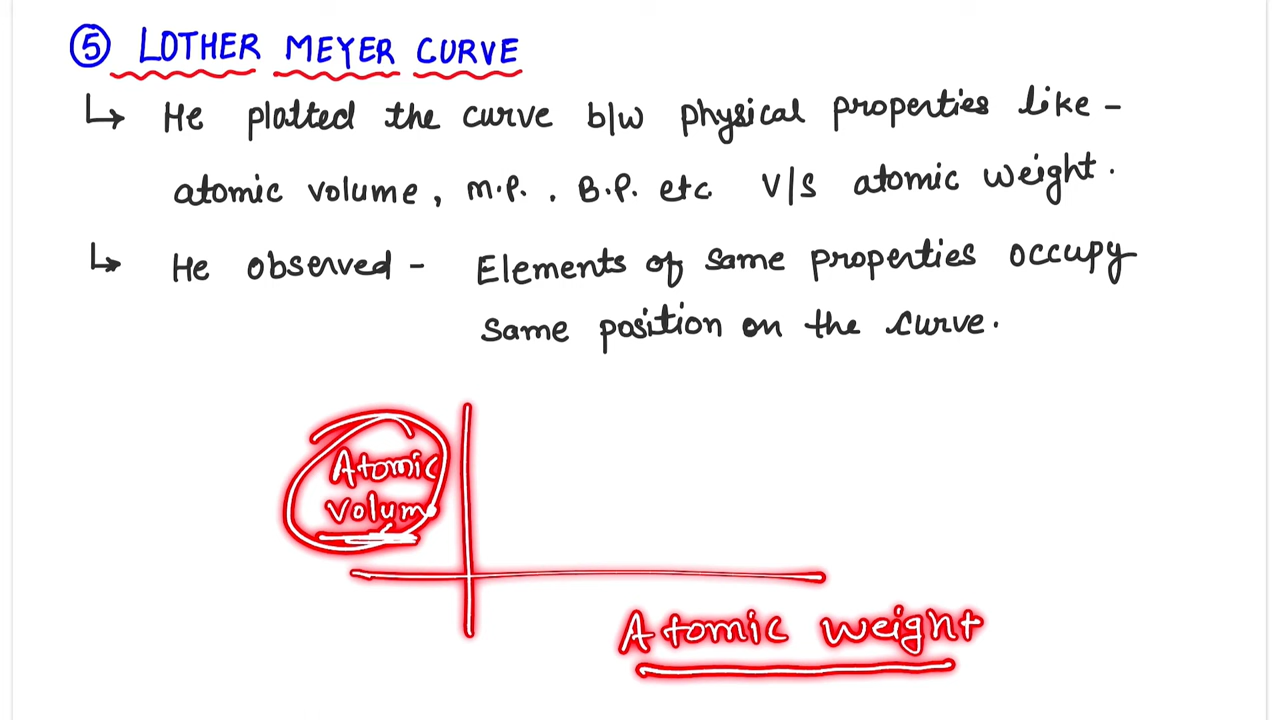 ⑤ LOTHER MEYER CURVE
↳ He plotted the curve b/w physical properties like -
atomic volume, m.p. . B.P. etc V/S atomic weight.
↳ He observed - Elements of same properties occupy
same position on the curve.
Atomic
volume
Atomic weight